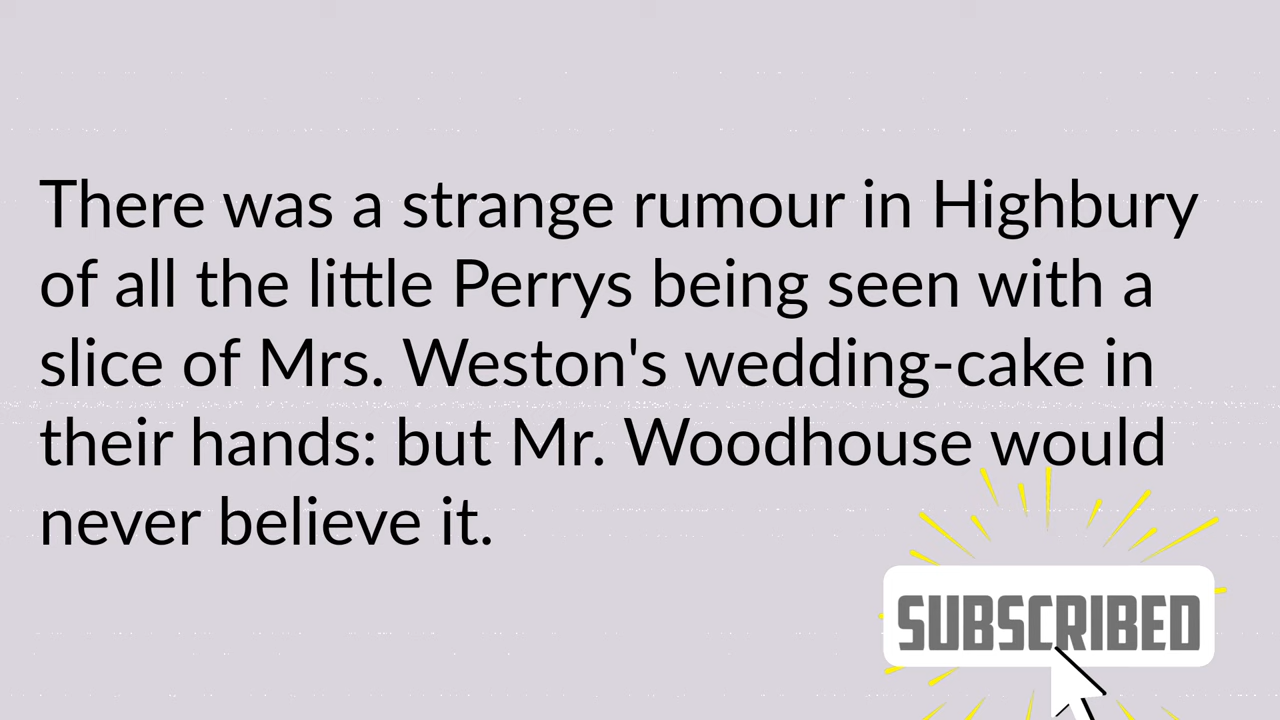 There was a strange rumour in Highbury
of all the little Perrys being seen with a
slice of Mrs. Weston's wedding-cake in
their hands: but Mr. Woodhouse would
never believe it.
SUBSCRIBED